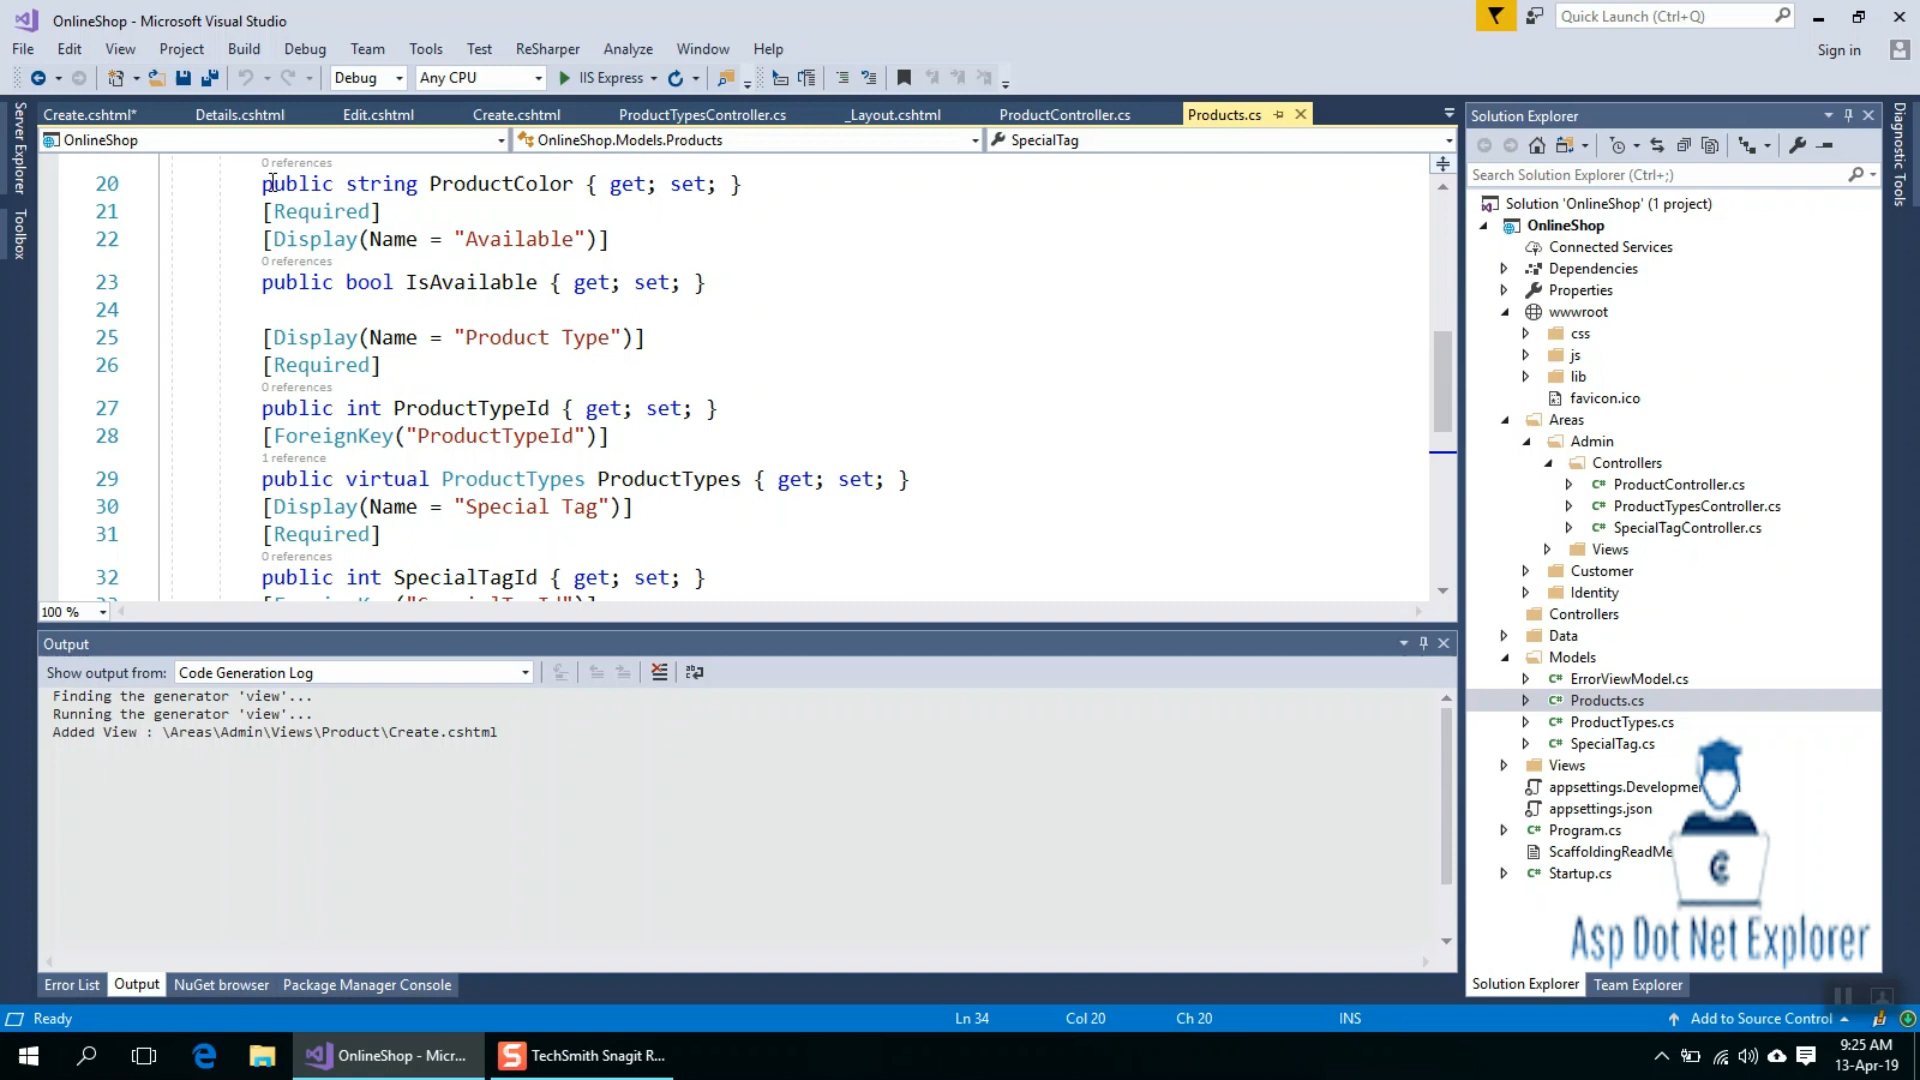 OnlineShop - Microsoft Visual Studio
Quick Launch (Ctrl+Q)
File Edit View Project Build Debug Team Tools Test ReSharper Analyze Window Help
Sign in
Debug Any CPU IIS Express
Server Explorer
Toolbox
Create.cshtml* Details.cshtml Edit.cshtml Create.cshtml ProductTypesController.cs _Layout.cshtml ProductController.cs Products.cs
OnlineShop OnlineShop.Models.Products SpecialTag
0 references
20 public string ProductColor { get; set; }
21 [Required]
22 [Display(Name = "Available")]
0 references
23 public bool IsAvailable { get; set; }
24
25 [Display(Name = "Product Type")]
26 [Required]
0 references
27 public int ProductTypeId { get; set; }
28 [ForeignKey("ProductTypeId")]
1 reference
29 public virtual ProductTypes ProductTypes { get; set; }
30 [Display(Name = "Special Tag")]
31 [Required]
0 references
32 public int SpecialTagId { get; set; }
100 %
Output
Show output from: Code Generation Log
Finding the generator 'view'...
Running the generator 'view'...
Added View : \Areas\Admin\Views\Product\Create.cshtml
Error List Output NuGet browser Package Manager Console
Solution Explorer
Search Solution Explorer (Ctrl+;)
Solution 'OnlineShop' (1 project)
OnlineShop
Connected Services
Dependencies
Properties
wwwroot
css
js
lib
favicon.ico
Areas
Admin
Controllers
C# ProductController.cs
C# ProductTypesController.cs
C# SpecialTagController.cs
Views
Customer
Identity
Controllers
Data
Models
C# ErrorViewModel.cs
C# Products.cs
C# ProductTypes.cs
C# SpecialTag.cs
Views
appsettings.Developmen
appsettings.json
C# Program.cs
ScaffoldingReadMe
C# Startup.cs
Asp Dot Net Explorer
Solution Explorer Team Explorer
Diagnostic Tools
Ready Ln 34 Col 20 Ch 20 INS Add to Source Control
OnlineShop - Micr... TechSmith Snagit R...
9:25 AM
13-Apr-19